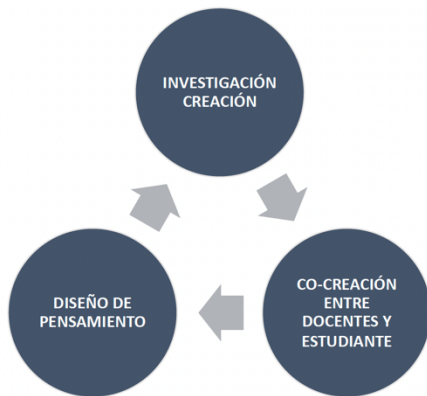 INVESTIGACIÓN
CREACIÓN
CO-CREACIÓN
ENTRE
DOCENTES Y
ESTUDIANTE
DISEÑO DE
PENSAMIENTO